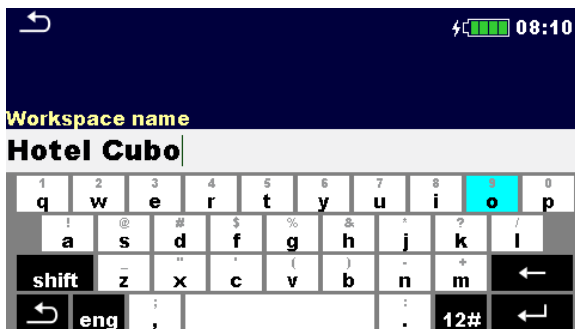 08:10
Workspace name
Hotel Cubo
1 2 3 4 5 6 7 8 9 0
q w e r t y u i o p
! @ # $ % & * ? /
a s d f g h j k l
_ " ' ( ) - +
shift z x c v b n m
; :
eng , . 12#